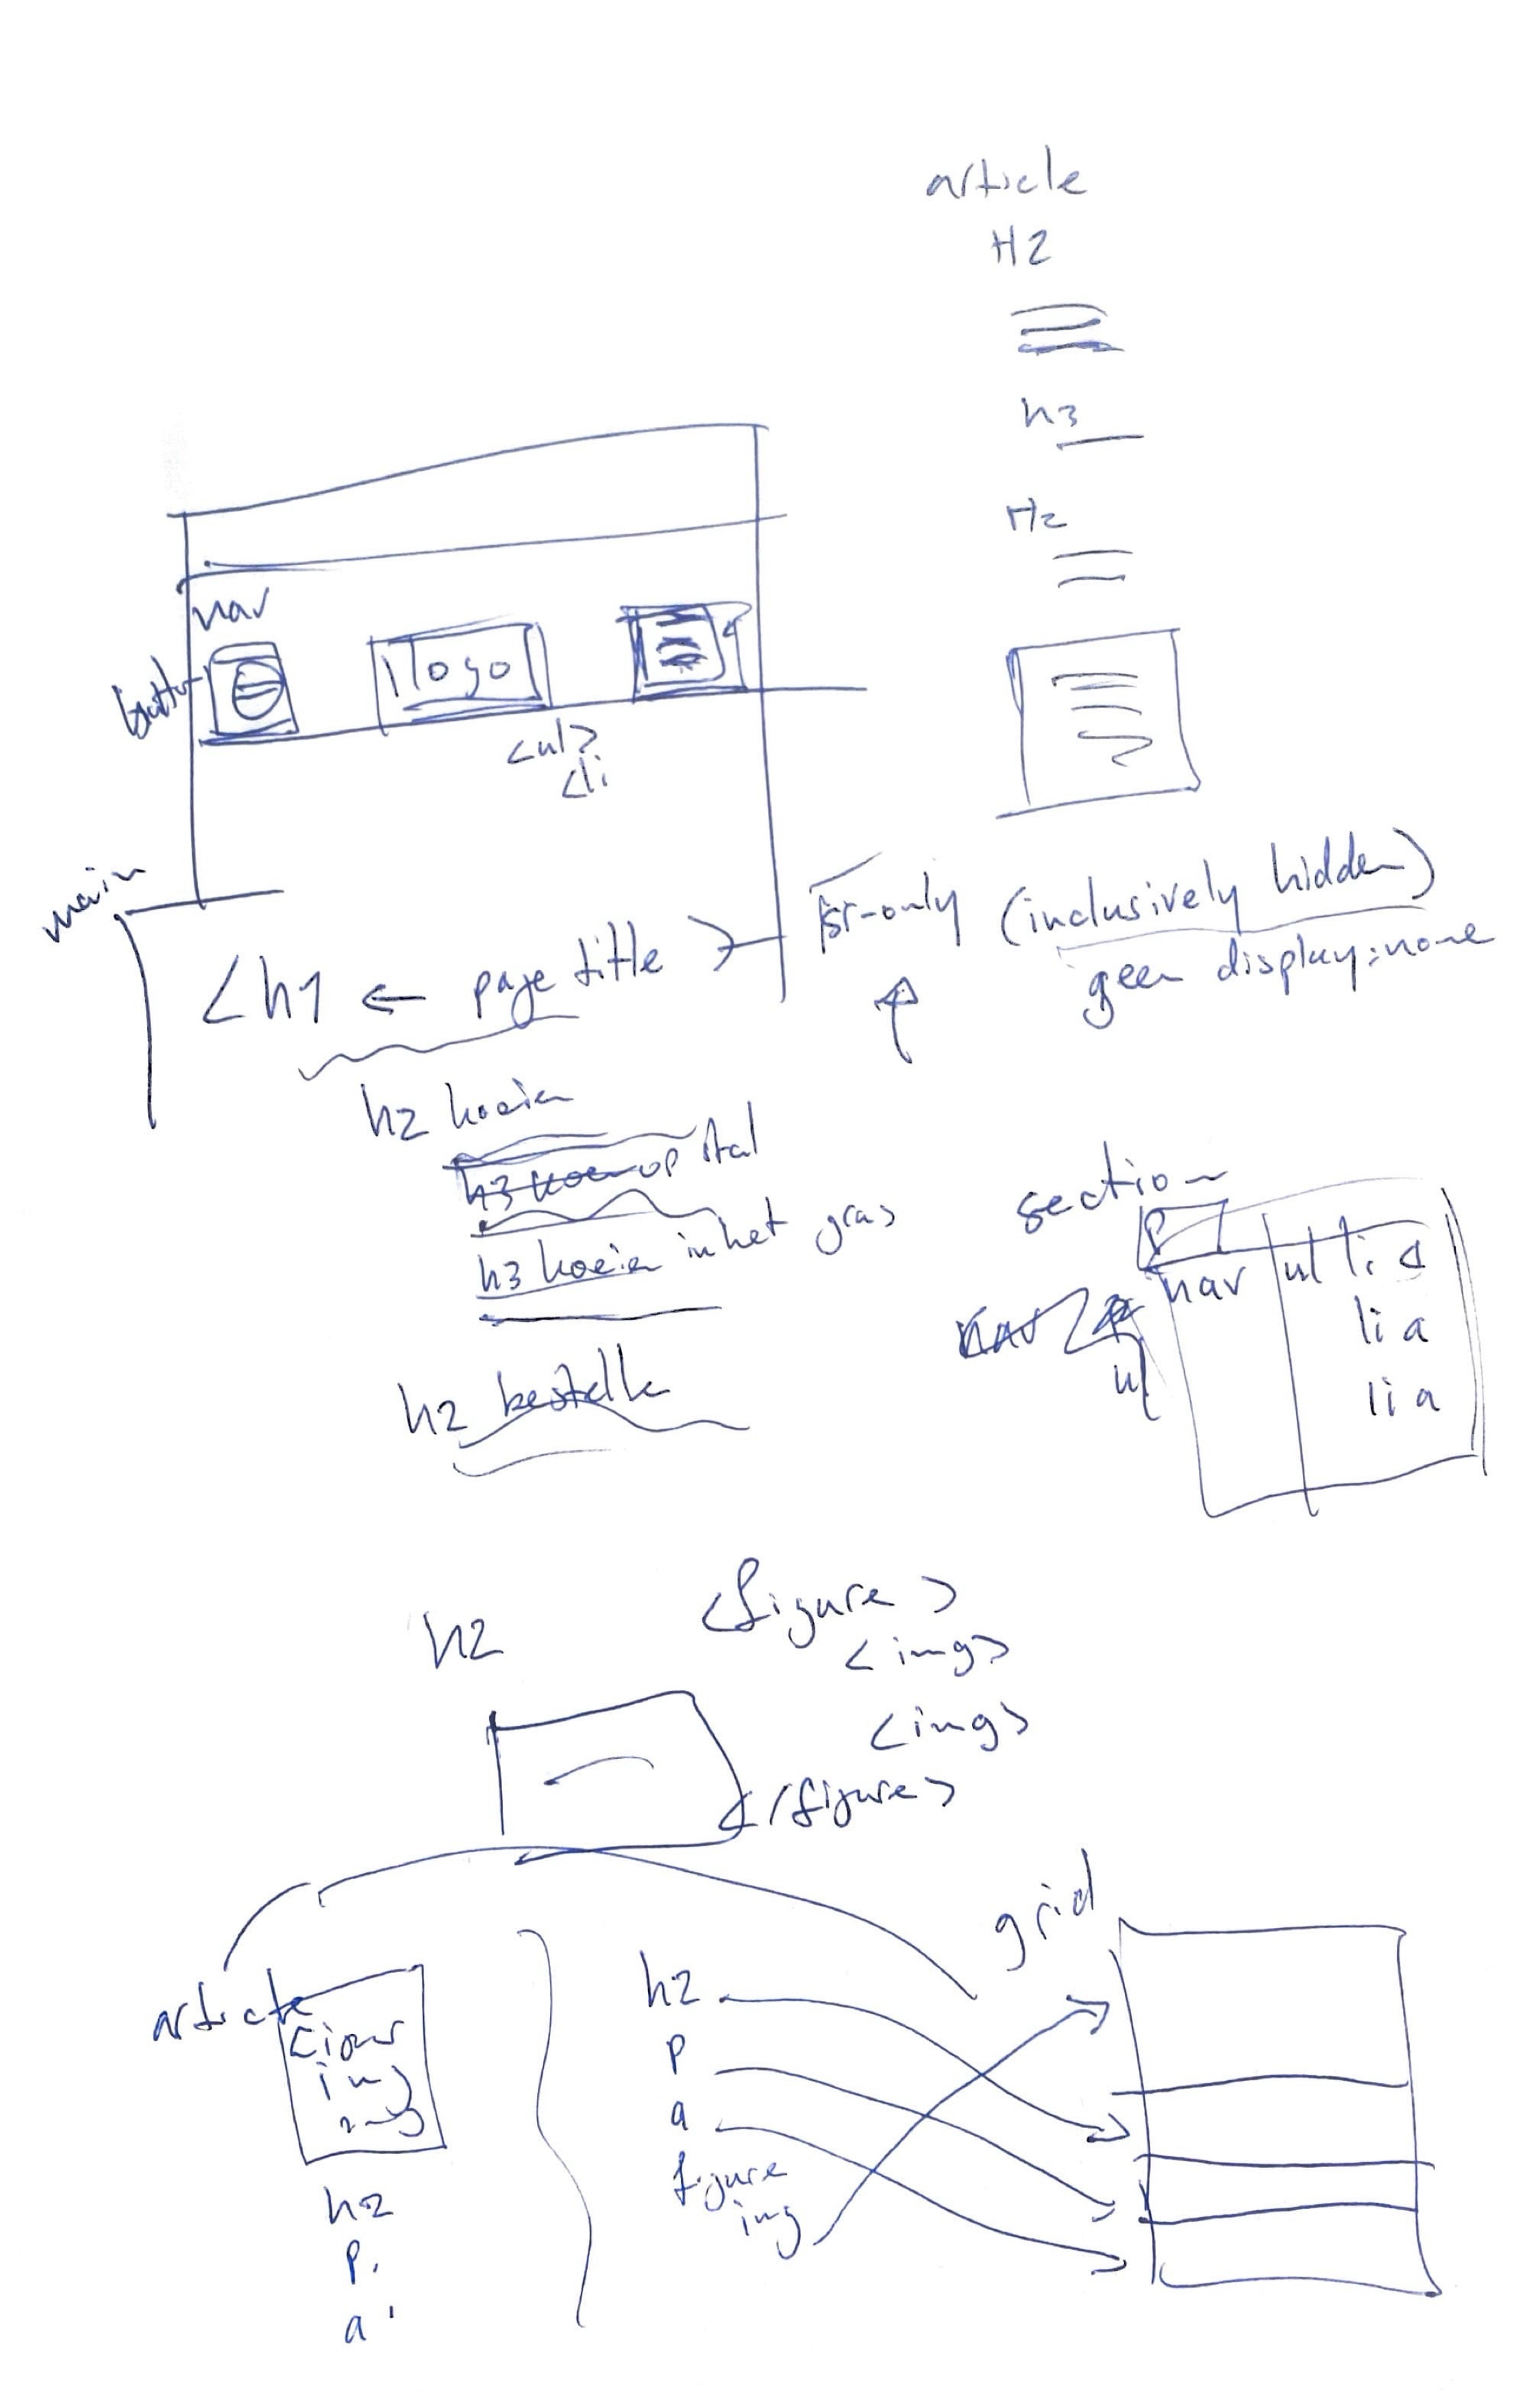 article
H2
h3
H2
nav
button
logo
<ul>
<li
main
<h1 ← page title >
sr-only (inclusively hidden)
geen display:none
h2 koeien
h3 koe op stal
h3 koeien in het gras
h2 bestelle
section
p
nav
ul li a
li a
li a
nav
ul
h2
<figure>
<img>
<img>
</figure>
article
img
img
h2
p
a
h2
p
a
figure
img
grid